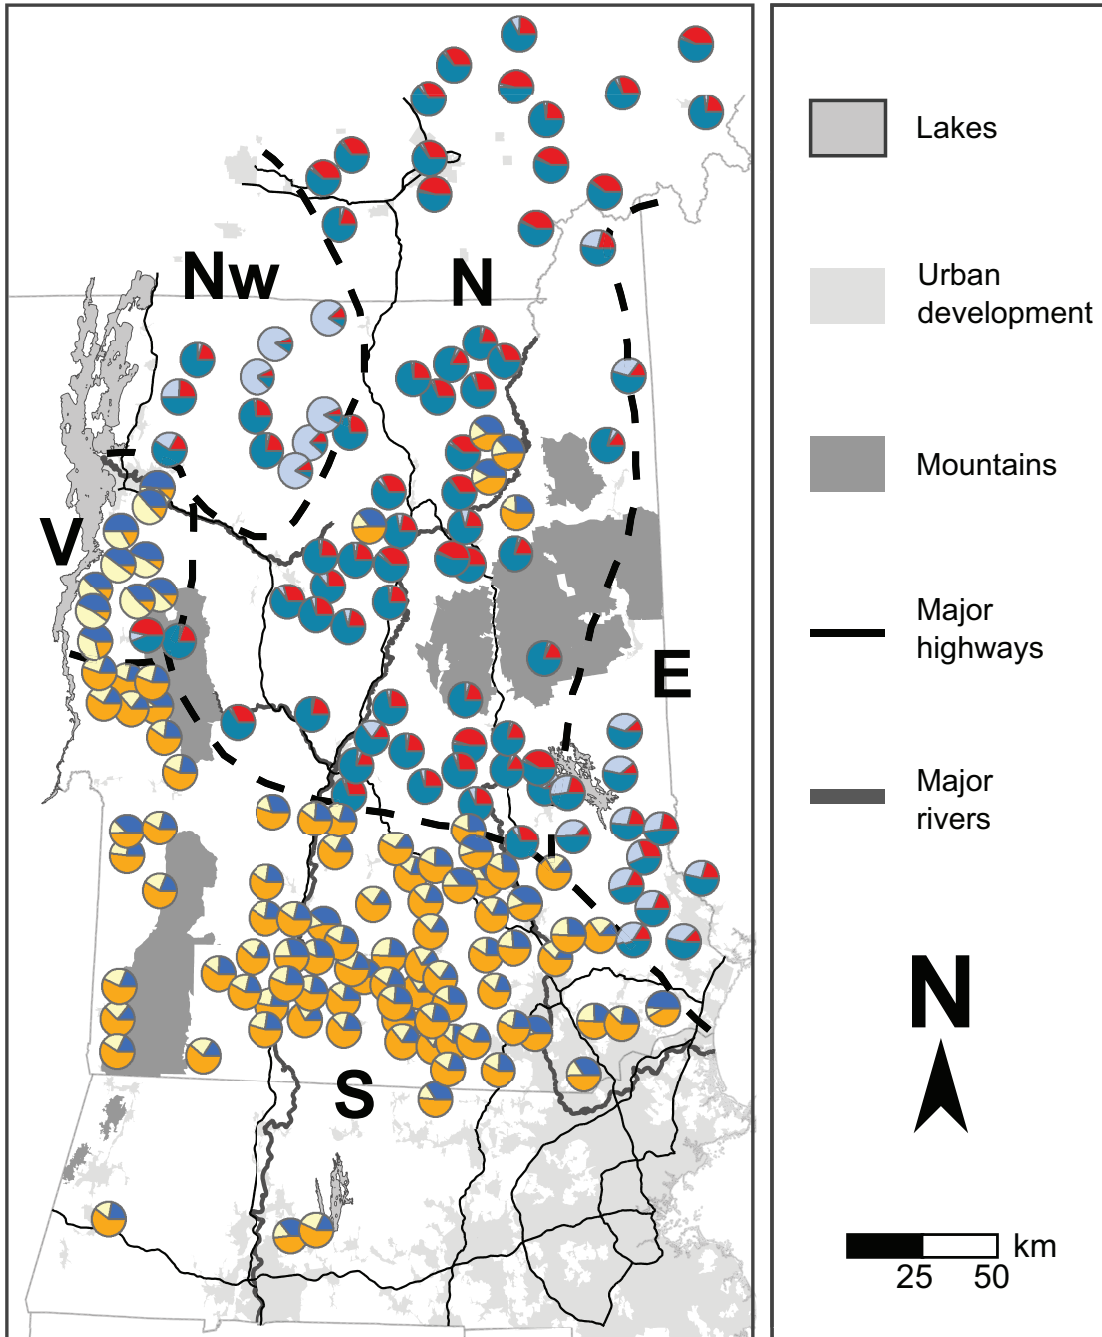 Nw
N
V
E
S
Lakes
Urban
development
Mountains
Major
highways
Major
rivers
N
km
25 50